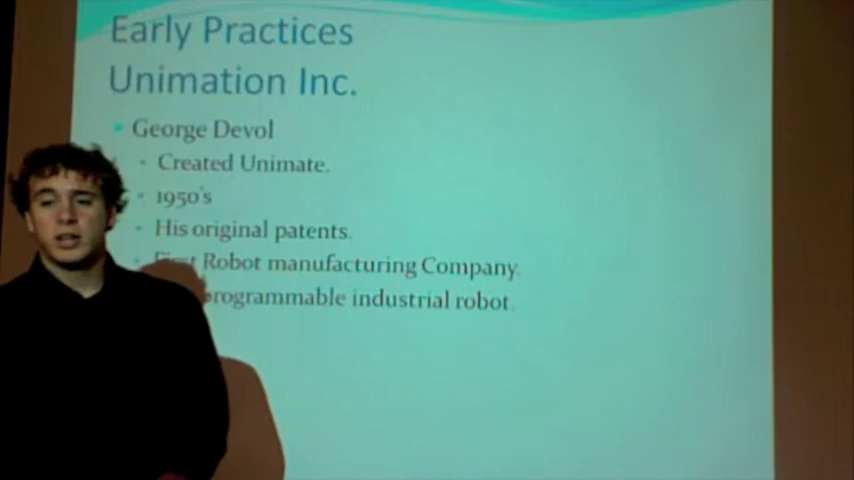 Early Practices
Unimation Inc.
George Devol
Created Unimate.
1950's
His original patents.
First Robot manufacturing Company.
programmable industrial robot.